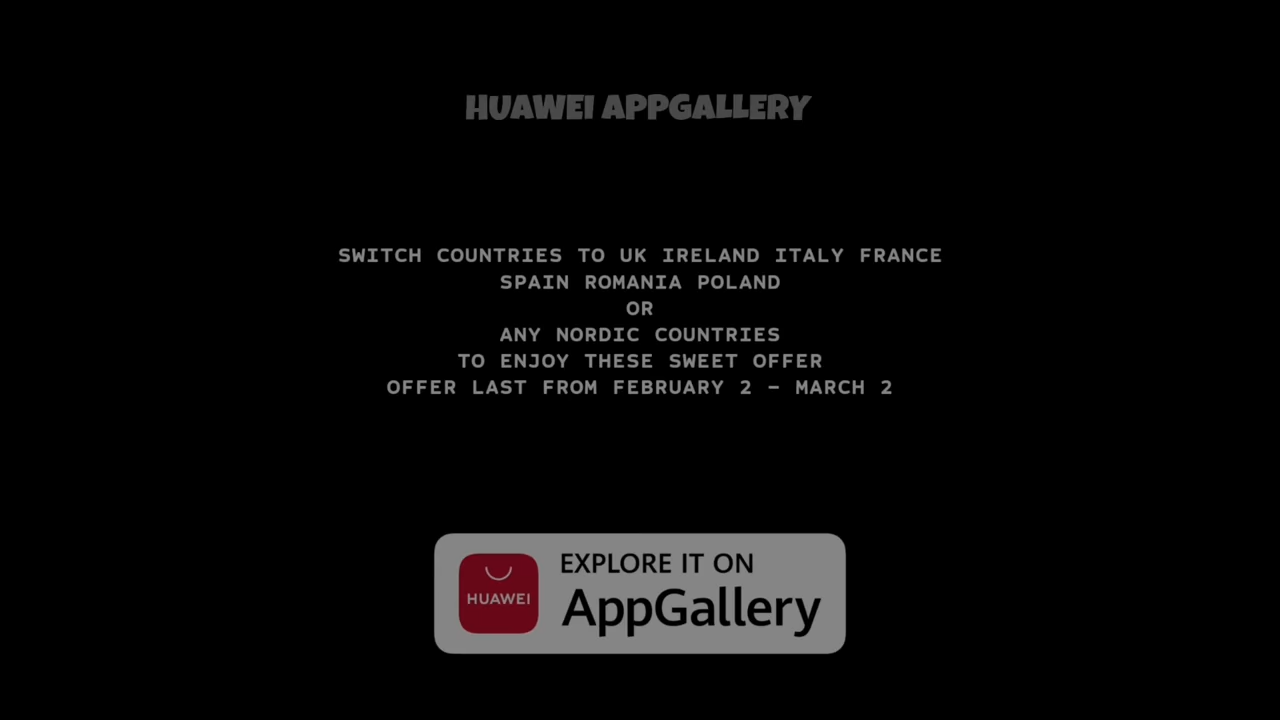 HUAWEI APPGALLERY
SWITCH COUNTRIES TO UK IRELAND ITALY FRANCE
SPAIN ROMANIA POLAND
OR
ANY NORDIC COUNTRIES
TO ENJOY THESE SWEET OFFER
OFFER LAST FROM FEBRUARY 2 - MARCH 2
HUAWEI
EXPLORE IT ON
AppGallery